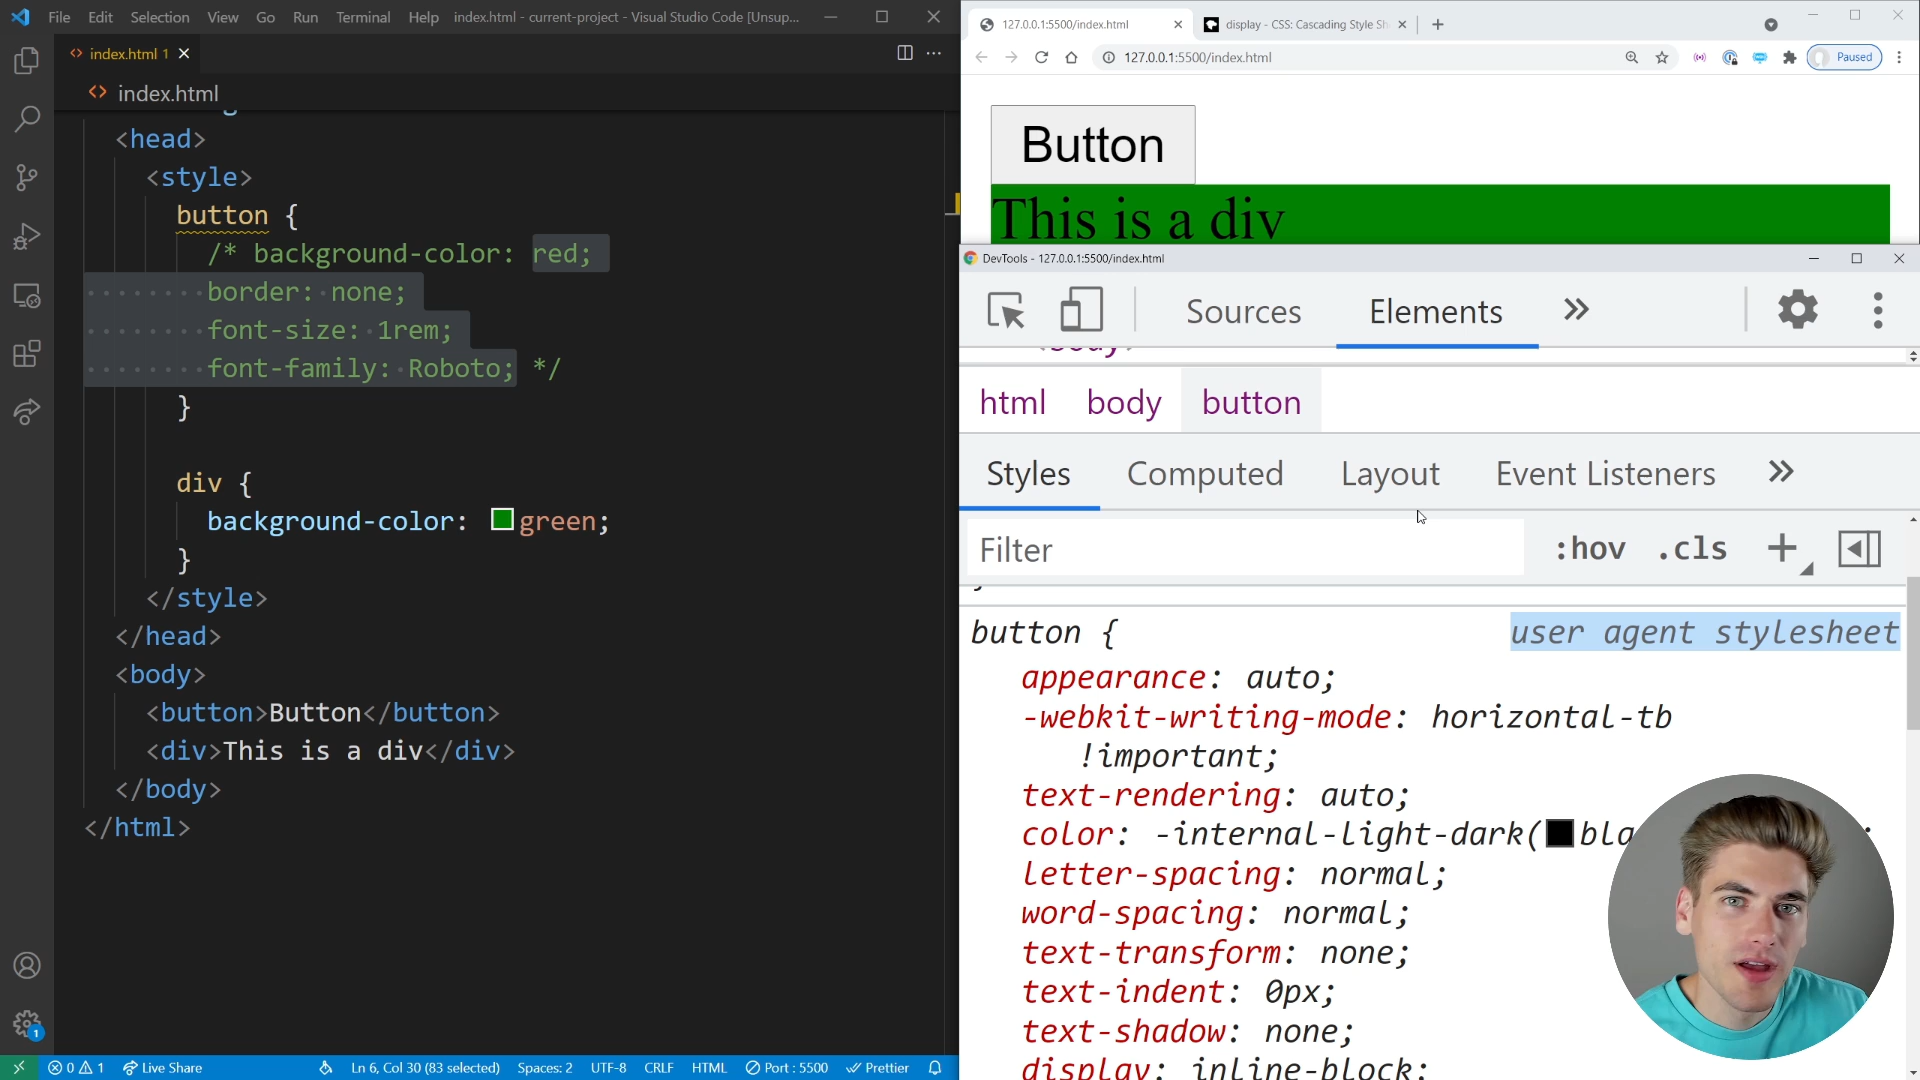 File Edit Selection View Go Run Terminal Help index.html - current-project - Visual Studio Code [Unsup...
index.html 1
index.html
<head>
<style>
button {
/* background-color: red;
border: none;
font-size: 1rem;
font-family: Roboto; */
}
div {
background-color: green;
}
</style>
</head>
<body>
<button>Button</button>
<div>This is a div</div>
</body>
</html>
1
0 1 Live Share Ln 6, Col 30 (83 selected) Spaces: 2 UTF-8 CRLF HTML Port : 5500 Prettier
127.0.0.1:5500/index.html display - CSS: Cascading Style Sh
127.0.0.1:5500/index.html Paused
Button
This is a div
DevTools - 127.0.0.1:5500/index.html
Sources Elements
html body button
Styles Computed Layout Event Listeners
Filter :hov .cls
button { user agent stylesheet
appearance: auto;
-webkit-writing-mode: horizontal-tb
!important;
text-rendering: auto;
color: -internal-light-dark( bla
letter-spacing: normal;
word-spacing: normal;
text-transform: none;
text-indent: 0px;
text-shadow: none;
display: inline-block;